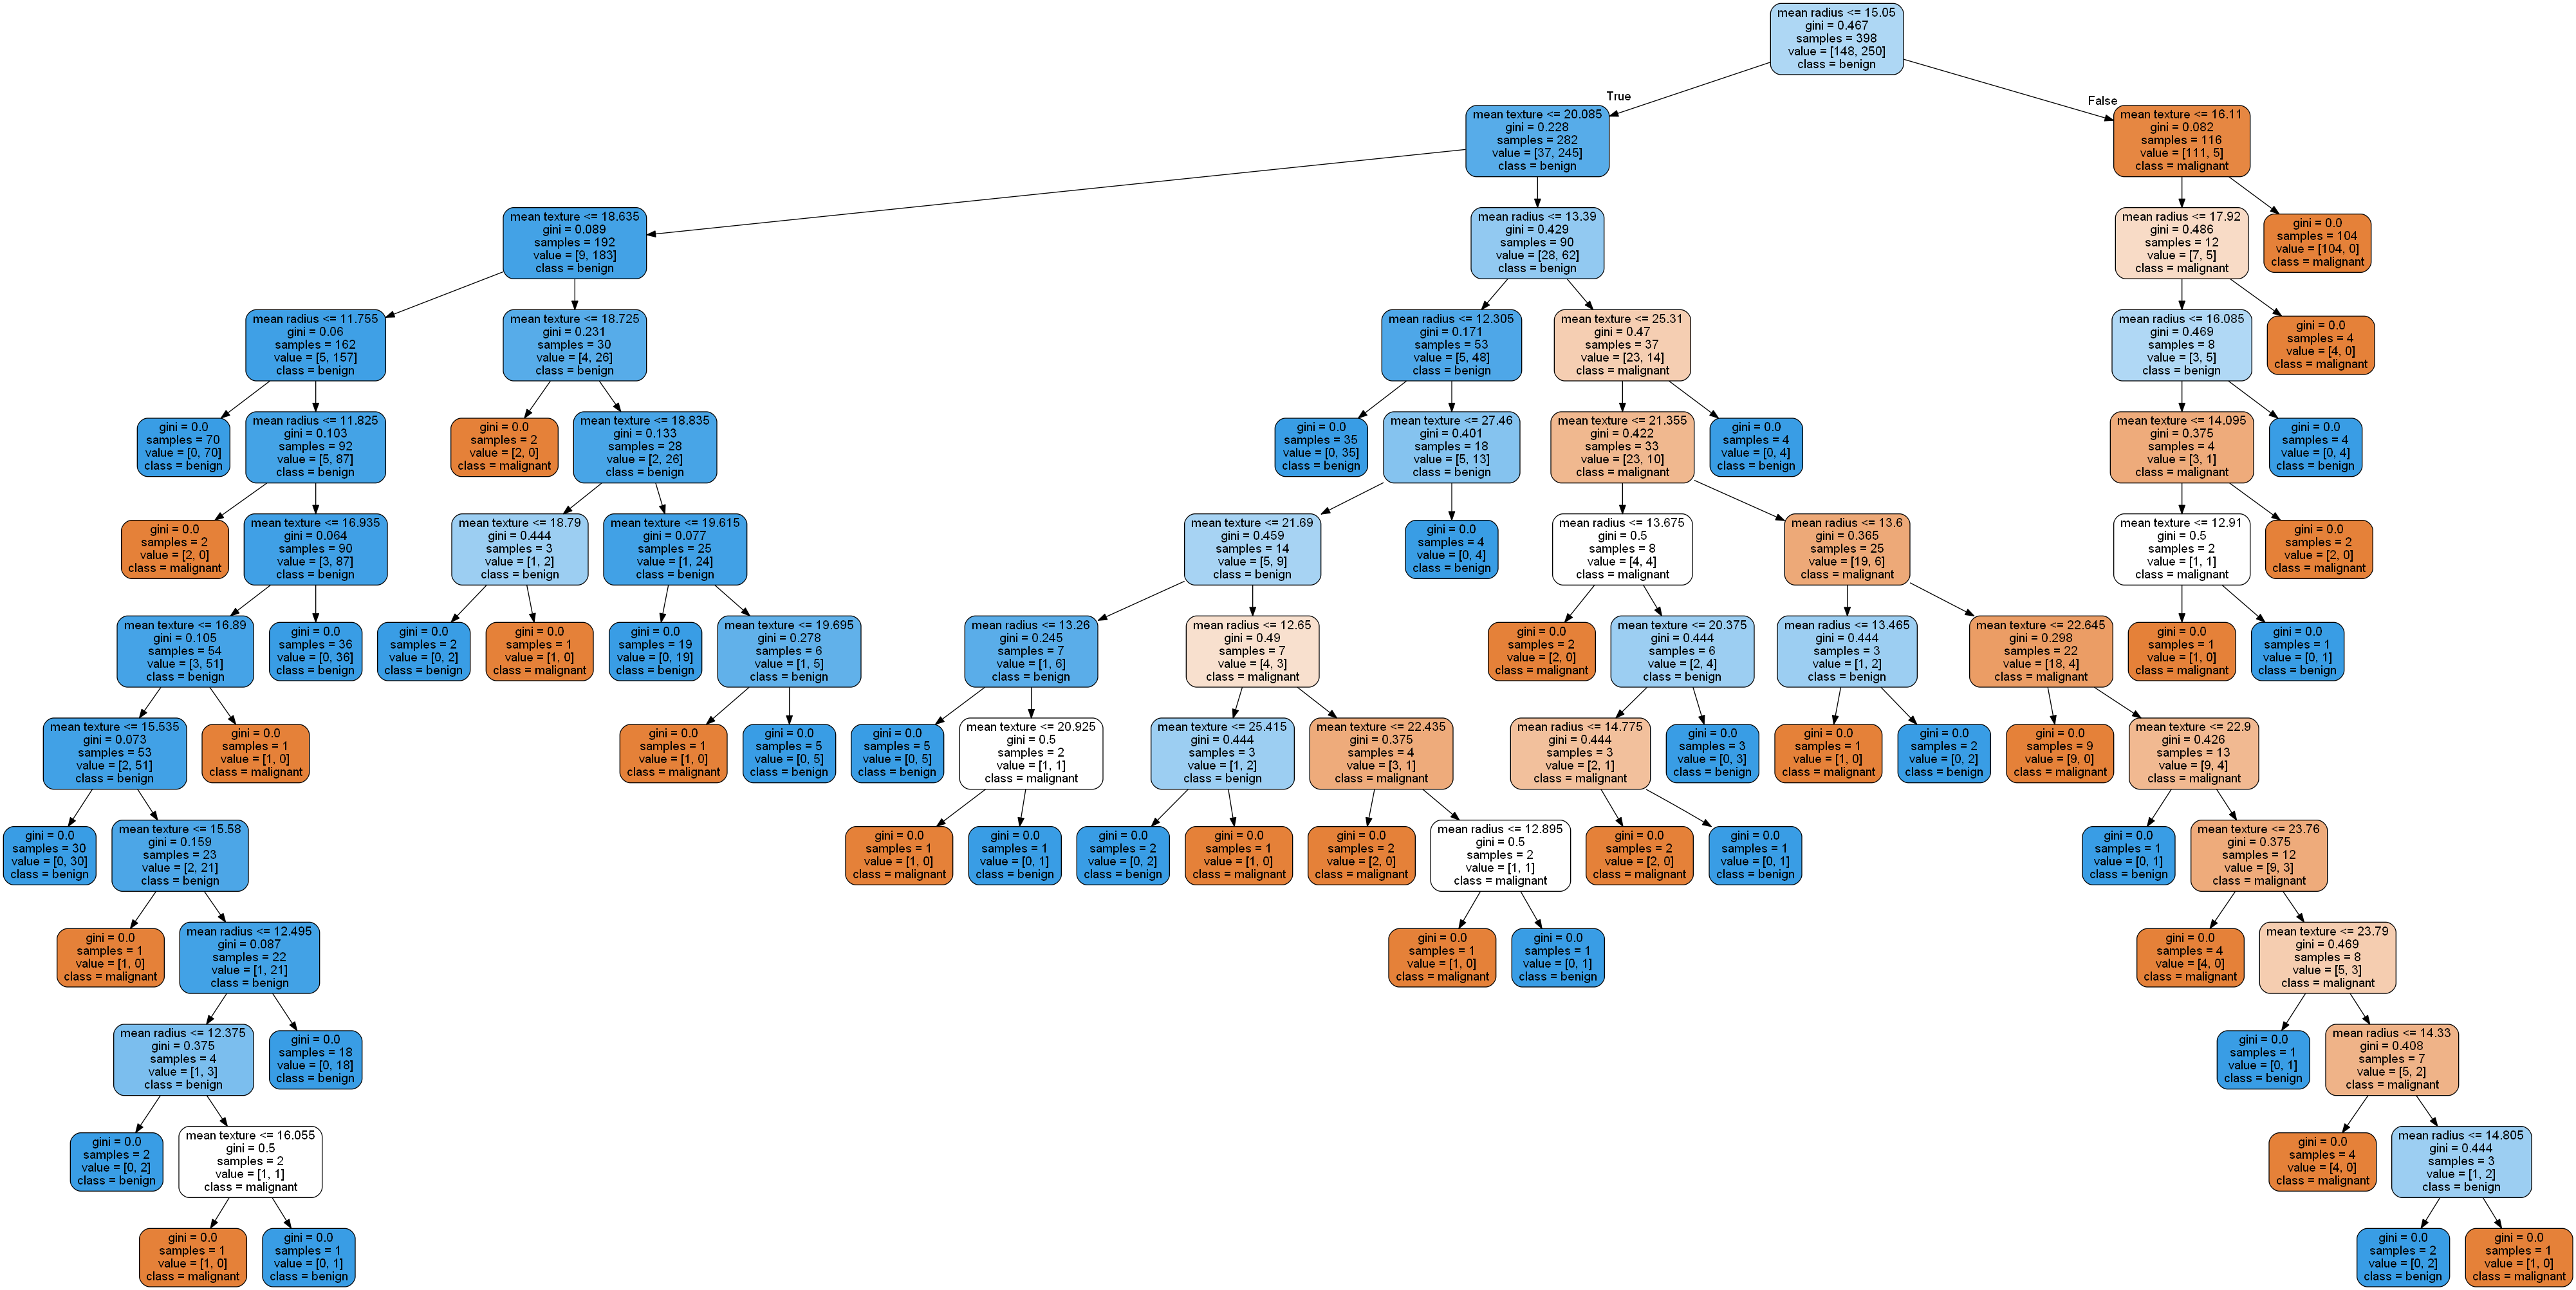 mean radius <= 15.05
gini = 0.467
samples = 398
value = [148, 250]
class = benign
True
False
mean texture <= 20.085
gini = 0.228
samples = 282
value = [37, 245]
class = benign
mean texture <= 16.11
gini = 0.082
samples = 116
value = [111, 5]
class = malignant
mean texture <= 18.635
gini = 0.089
samples = 192
value = [9, 183]
class = benign
mean radius <= 13.39
gini = 0.429
samples = 90
value = [28, 62]
class = benign
mean radius <= 17.92
gini = 0.486
samples = 12
value = [7, 5]
class = malignant
gini = 0.0
samples = 104
value = [104, 0]
class = malignant
mean radius <= 11.755
gini = 0.06
samples = 162
value = [5, 157]
class = benign
mean texture <= 18.725
gini = 0.231
samples = 30
value = [4, 26]
class = benign
mean radius <= 12.305
gini = 0.171
samples = 53
value = [5, 48]
class = benign
mean texture <= 25.31
gini = 0.47
samples = 37
value = [23, 14]
class = malignant
mean radius <= 16.085
gini = 0.469
samples = 8
value = [3, 5]
class = benign
gini = 0.0
samples = 4
value = [4, 0]
class = malignant
gini = 0.0
samples = 70
value = [0, 70]
class = benign
mean radius <= 11.825
gini = 0.103
samples = 92
value = [5, 87]
class = benign
gini = 0.0
samples = 2
value = [2, 0]
class = malignant
mean texture <= 18.835
gini = 0.133
samples = 28
value = [2, 26]
class = benign
gini = 0.0
samples = 35
value = [0, 35]
class = benign
mean texture <= 27.46
gini = 0.401
samples = 18
value = [5, 13]
class = benign
mean texture <= 21.355
gini = 0.422
samples = 33
value = [23, 10]
class = malignant
gini = 0.0
samples = 4
value = [0, 4]
class = benign
mean texture <= 14.095
gini = 0.375
samples = 4
value = [3, 1]
class = malignant
gini = 0.0
samples = 4
value = [0, 4]
class = benign
gini = 0.0
samples = 2
value = [2, 0]
class = malignant
mean texture <= 16.935
gini = 0.064
samples = 90
value = [3, 87]
class = benign
mean texture <= 18.79
gini = 0.444
samples = 3
value = [1, 2]
class = benign
mean texture <= 19.615
gini = 0.077
samples = 25
value = [1, 24]
class = benign
mean texture <= 21.69
gini = 0.459
samples = 14
value = [5, 9]
class = benign
gini = 0.0
samples = 4
value = [0, 4]
class = benign
mean radius <= 13.675
gini = 0.5
samples = 8
value = [4, 4]
class = malignant
mean radius <= 13.6
gini = 0.365
samples = 25
value = [19, 6]
class = malignant
mean texture <= 12.91
gini = 0.5
samples = 2
value = [1, 1]
class = malignant
gini = 0.0
samples = 2
value = [2, 0]
class = malignant
mean texture <= 16.89
gini = 0.105
samples = 54
value = [3, 51]
class = benign
gini = 0.0
samples = 36
value = [0, 36]
class = benign
gini = 0.0
samples = 2
value = [0, 2]
class = benign
gini = 0.0
samples = 1
value = [1, 0]
class = malignant
gini = 0.0
samples = 19
value = [0, 19]
class = benign
mean texture <= 19.695
gini = 0.278
samples = 6
value = [1, 5]
class = benign
mean radius <= 13.26
gini = 0.245
samples = 7
value = [1, 6]
class = benign
mean radius <= 12.65
gini = 0.49
samples = 7
value = [4, 3]
class = malignant
gini = 0.0
samples = 2
value = [2, 0]
class = malignant
mean texture <= 20.375
gini = 0.444
samples = 6
value = [2, 4]
class = benign
mean radius <= 13.465
gini = 0.444
samples = 3
value = [1, 2]
class = benign
mean texture <= 22.645
gini = 0.298
samples = 22
value = [18, 4]
class = malignant
gini = 0.0
samples = 1
value = [1, 0]
class = malignant
gini = 0.0
samples = 1
value = [0, 1]
class = benign
mean texture <= 15.535
gini = 0.073
samples = 53
value = [2, 51]
class = benign
gini = 0.0
samples = 1
value = [1, 0]
class = malignant
gini = 0.0
samples = 1
value = [1, 0]
class = malignant
gini = 0.0
samples = 5
value = [0, 5]
class = benign
gini = 0.0
samples = 5
value = [0, 5]
class = benign
mean texture <= 20.925
gini = 0.5
samples = 2
value = [1, 1]
class = malignant
mean texture <= 25.415
gini = 0.444
samples = 3
value = [1, 2]
class = benign
mean texture <= 22.435
gini = 0.375
samples = 4
value = [3, 1]
class = malignant
mean radius <= 14.775
gini = 0.444
samples = 3
value = [2, 1]
class = malignant
gini = 0.0
samples = 3
value = [0, 3]
class = benign
gini = 0.0
samples = 1
value = [1, 0]
class = malignant
gini = 0.0
samples = 2
value = [0, 2]
class = benign
gini = 0.0
samples = 9
value = [9, 0]
class = malignant
mean texture <= 22.9
gini = 0.426
samples = 13
value = [9, 4]
class = malignant
gini = 0.0
samples = 30
value = [0, 30]
class = benign
mean texture <= 15.58
gini = 0.159
samples = 23
value = [2, 21]
class = benign
gini = 0.0
samples = 1
value = [1, 0]
class = malignant
gini = 0.0
samples = 1
value = [0, 1]
class = benign
gini = 0.0
samples = 2
value = [0, 2]
class = benign
gini = 0.0
samples = 1
value = [1, 0]
class = malignant
gini = 0.0
samples = 2
value = [2, 0]
class = malignant
mean radius <= 12.895
gini = 0.5
samples = 2
value = [1, 1]
class = malignant
gini = 0.0
samples = 2
value = [2, 0]
class = malignant
gini = 0.0
samples = 1
value = [0, 1]
class = benign
gini = 0.0
samples = 1
value = [0, 1]
class = benign
mean texture <= 23.76
gini = 0.375
samples = 12
value = [9, 3]
class = malignant
gini = 0.0
samples = 1
value = [1, 0]
class = malignant
mean radius <= 12.495
gini = 0.087
samples = 22
value = [1, 21]
class = benign
gini = 0.0
samples = 1
value = [1, 0]
class = malignant
gini = 0.0
samples = 1
value = [0, 1]
class = benign
gini = 0.0
samples = 4
value = [4, 0]
class = malignant
mean texture <= 23.79
gini = 0.469
samples = 8
value = [5, 3]
class = malignant
mean radius <= 12.375
gini = 0.375
samples = 4
value = [1, 3]
class = benign
gini = 0.0
samples = 18
value = [0, 18]
class = benign
gini = 0.0
samples = 1
value = [0, 1]
class = benign
mean radius <= 14.33
gini = 0.408
samples = 7
value = [5, 2]
class = malignant
gini = 0.0
samples = 2
value = [0, 2]
class = benign
mean texture <= 16.055
gini = 0.5
samples = 2
value = [1, 1]
class = malignant
gini = 0.0
samples = 4
value = [4, 0]
class = malignant
mean radius <= 14.805
gini = 0.444
samples = 3
value = [1, 2]
class = benign
gini = 0.0
samples = 1
value = [1, 0]
class = malignant
gini = 0.0
samples = 1
value = [0, 1]
class = benign
gini = 0.0
samples = 2
value = [0, 2]
class = benign
gini = 0.0
samples = 1
value = [1, 0]
class = malignant